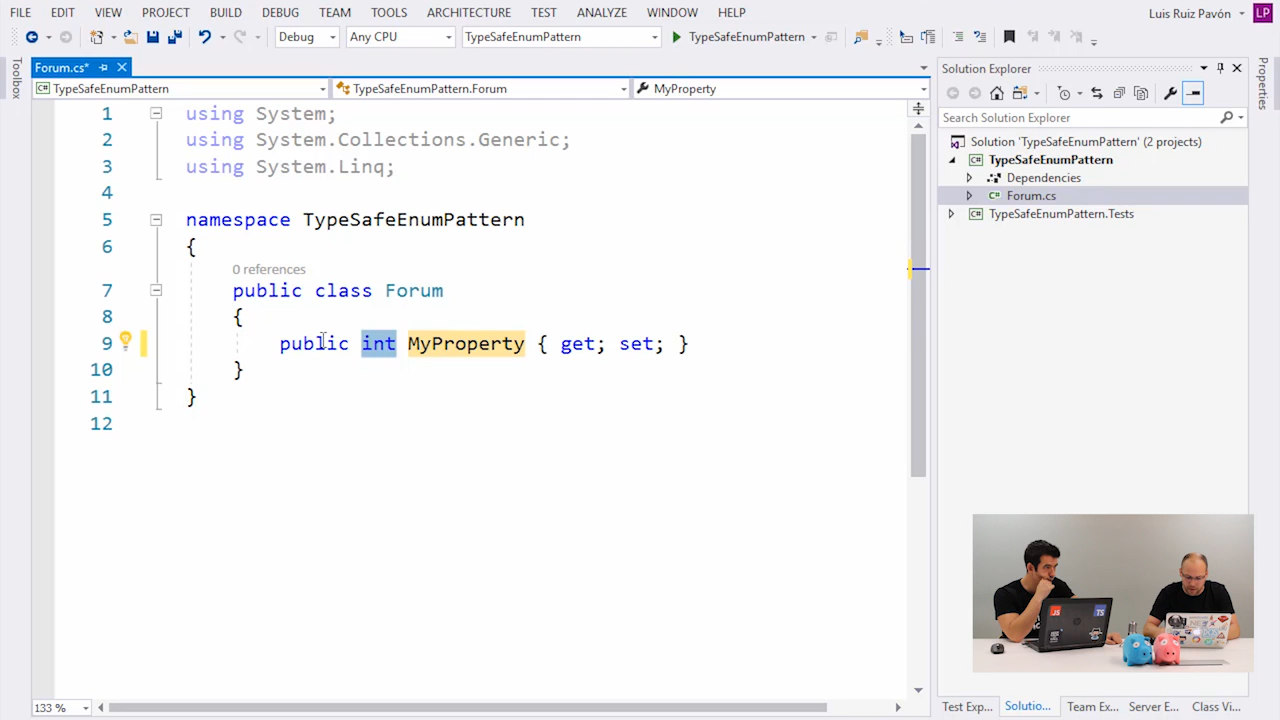 FILE EDIT VIEW PROJECT BUILD DEBUG TEAM TOOLS ARCHITECTURE TEST ANALYZE WINDOW HELP Luis Ruiz Pavón LP
Debug Any CPU TypeSafeEnumPattern TypeSafeEnumPattern
Toolbox
Forum.cs*
TypeSafeEnumPattern TypeSafeEnumPattern.Forum MyProperty
1 using System;
2 using System.Collections.Generic;
3 using System.Linq;
4
5 namespace TypeSafeEnumPattern
6 {
0 references
7 public class Forum
8 {
9 public int MyProperty { get; set; }
10 }
11 }
12
133 %
Solution Explorer
Search Solution Explorer
Solution 'TypeSafeEnumPattern' (2 projects)
C# TypeSafeEnumPattern
Dependencies
C# Forum.cs
C# TypeSafeEnumPattern.Tests
Properties
JS TS
Test Exp... Solutio... Team Ex... Server E... Class Vi...